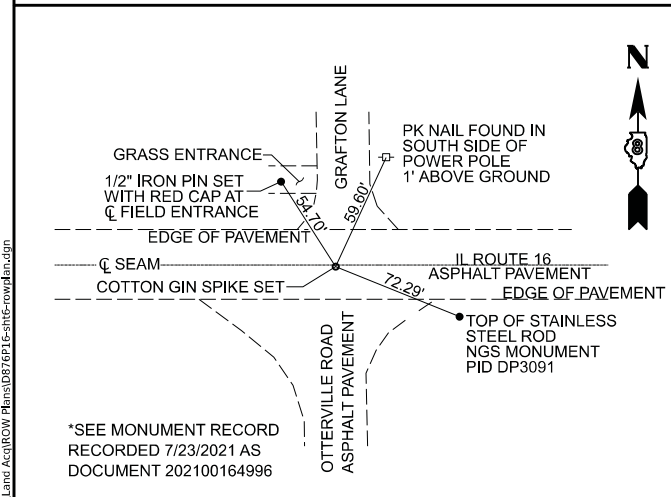 N
8
GRAFTON LANE
PK NAIL FOUND IN
SOUTH SIDE OF
POWER POLE
1' ABOVE GROUND
GRASS ENTRANCE
1/2" IRON PIN SET
WITH RED CAP AT
℄ FIELD ENTRANCE
54.70'
59.60'
EDGE OF PAVEMENT
℄ SEAM
IL ROUTE 16
ASPHALT PAVEMENT
COTTON GIN SPIKE SET
72.29'
EDGE OF PAVEMENT
TOP OF STAINLESS
STEEL ROD
NGS MONUMENT
PID DP3091
OTTERVILLE ROAD
ASPHALT PAVEMENT
*SEE MONUMENT RECORD
RECORDED 7/23/2021 AS
DOCUMENT 202100164996
Land Acq\ROW Plans\D876P16-sht6-rowplan.dgn